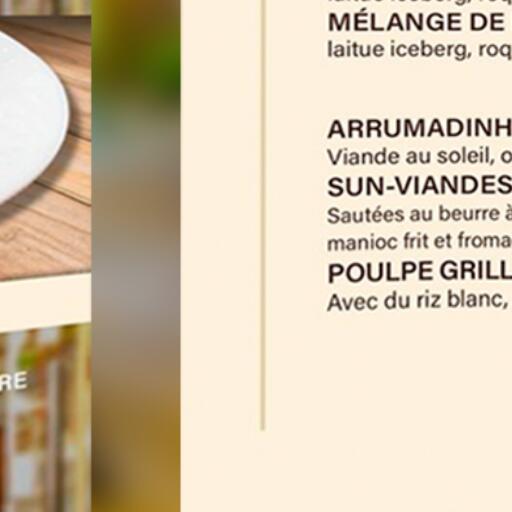 MÉLANGE DE
laitue iceberg, roq
ARRUMADINH
Viande au soleil, o
SUN-VIANDES
Sautées au beurre à
manioc frit et froma
POULPE GRILL
Avec du riz blanc,
RE